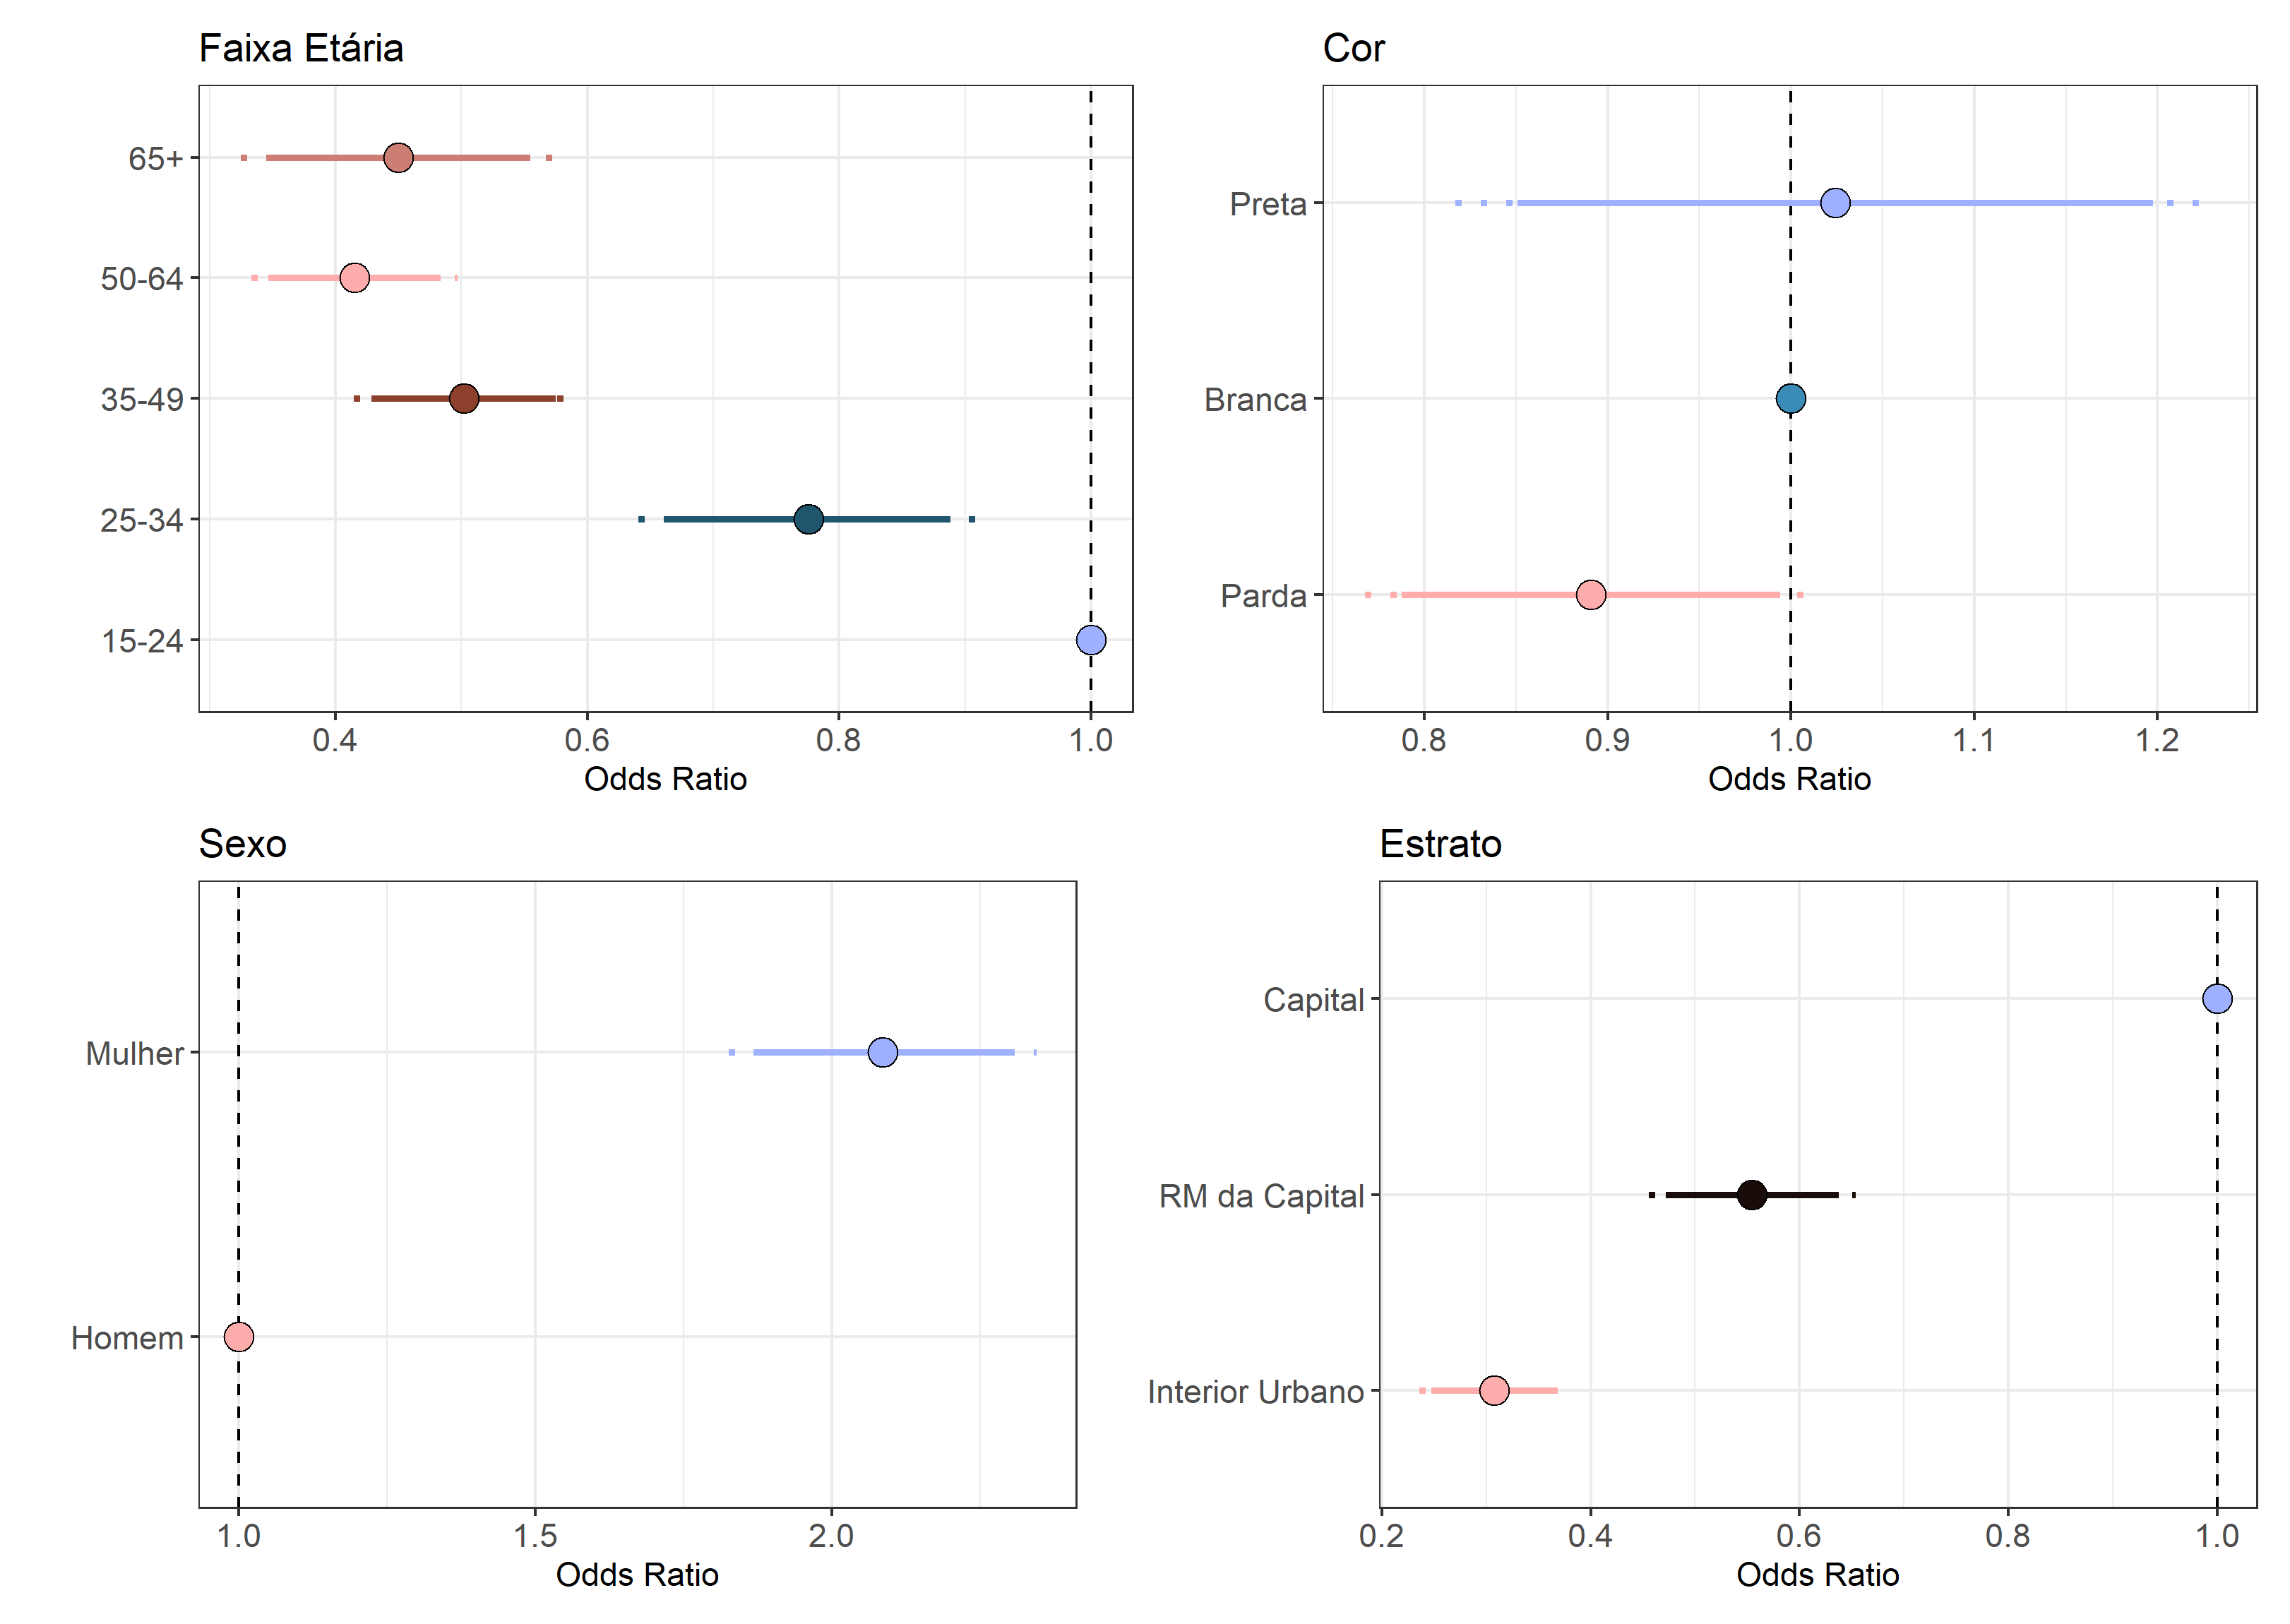 Faixa Etária
65+
50-64
35-49
25-34
15-24
0.4 0.6 0.8 1.0
Odds Ratio
Cor
Preta
Branca
Parda
0.8 0.9 1.0 1.1 1.2
Odds Ratio
Sexo
Mulher
Homem
1.0 1.5 2.0
Odds Ratio
Estrato
Capital
RM da Capital
Interior Urbano
0.2 0.4 0.6 0.8 1.0
Odds Ratio